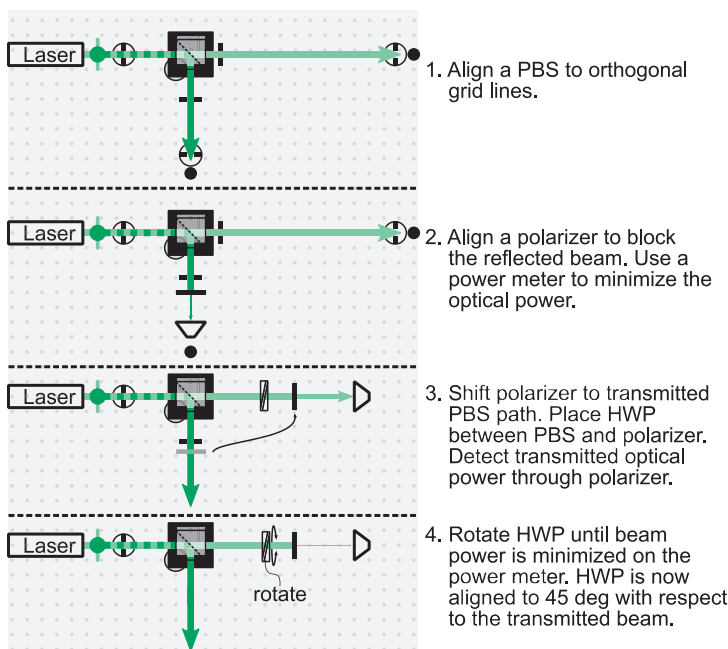 Laser
1. Align a PBS to orthogonal
grid lines.
Laser
2. Align a polarizer to block
the reflected beam. Use a
power meter to minimize the
optical power.
Laser
3. Shift polarizer to transmitted
PBS path. Place HWP
between PBS and polarizer.
Detect transmitted optical
power through polarizer.
Laser
rotate
4. Rotate HWP until beam
power is minimized on the
power meter. HWP is now
aligned to 45 deg with respect
to the transmitted beam.